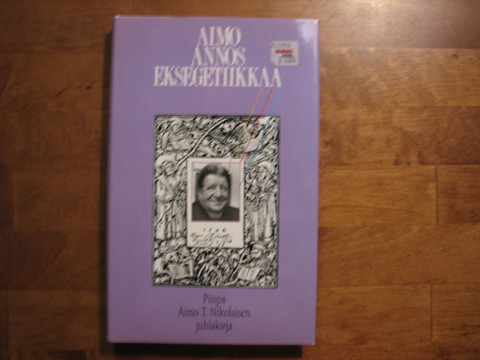 AIMO
ANNOS
EKSEGETIIKKAA
Piispa
Aimo T. Nikolaisen
juhlakirja